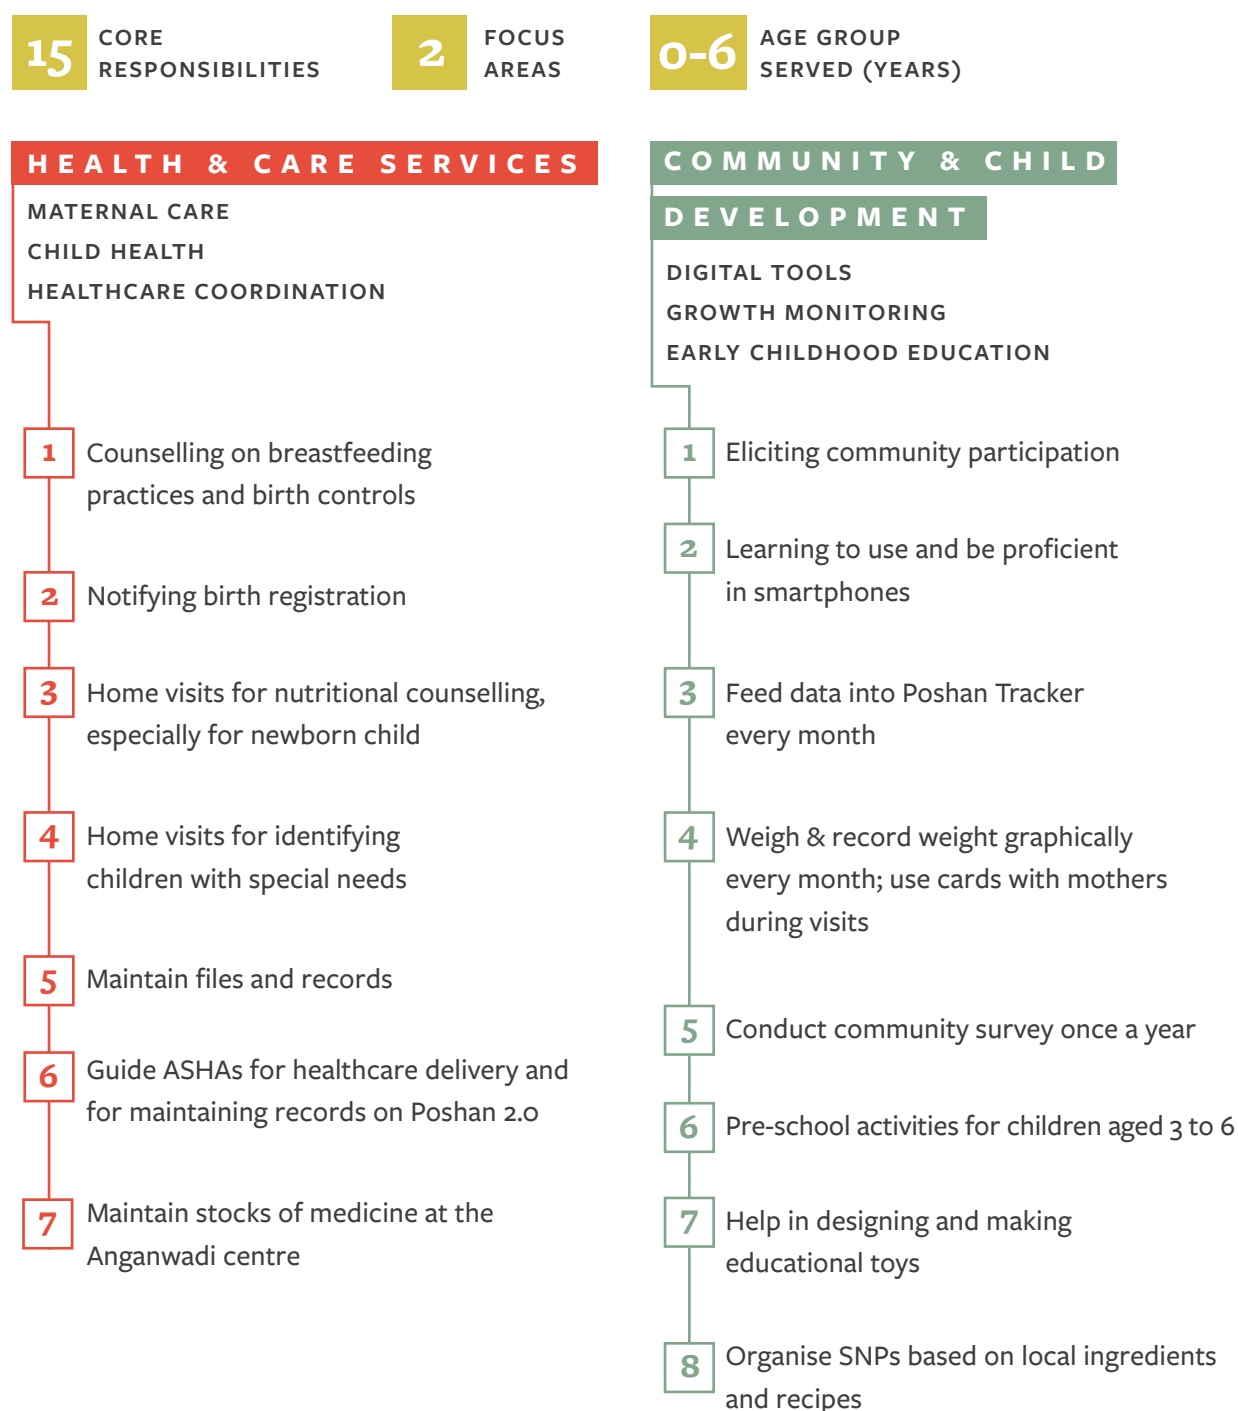 15
CORE
RESPONSIBILITIES
2
FOCUS
AREAS
0-6
AGE GROUP
SERVED (YEARS)
HEALTH & CARE SERVICES
MATERNAL CARE
CHILD HEALTH
HEALTHCARE COORDINATION
1
Counselling on breastfeeding
practices and birth controls
2
Notifying birth registration
3
Home visits for nutritional counselling,
especially for newborn child
4
Home visits for identifying
children with special needs
5
Maintain files and records
6
Guide ASHAs for healthcare delivery and
for maintaining records on Poshan 2.0
7
Maintain stocks of medicine at the
Anganwadi centre
COMMUNITY & CHILD
DEVELOPMENT
DIGITAL TOOLS
GROWTH MONITORING
EARLY CHILDHOOD EDUCATION
1
Eliciting community participation
2
Learning to use and be proficient
in smartphones
3
Feed data into Poshan Tracker
every month
4
Weigh & record weight graphically
every month; use cards with mothers
during visits
5
Conduct community survey once a year
6
Pre-school activities for children aged 3 to 6
7
Help in designing and making
educational toys
8
Organise SNPs based on local ingredients
and recipes